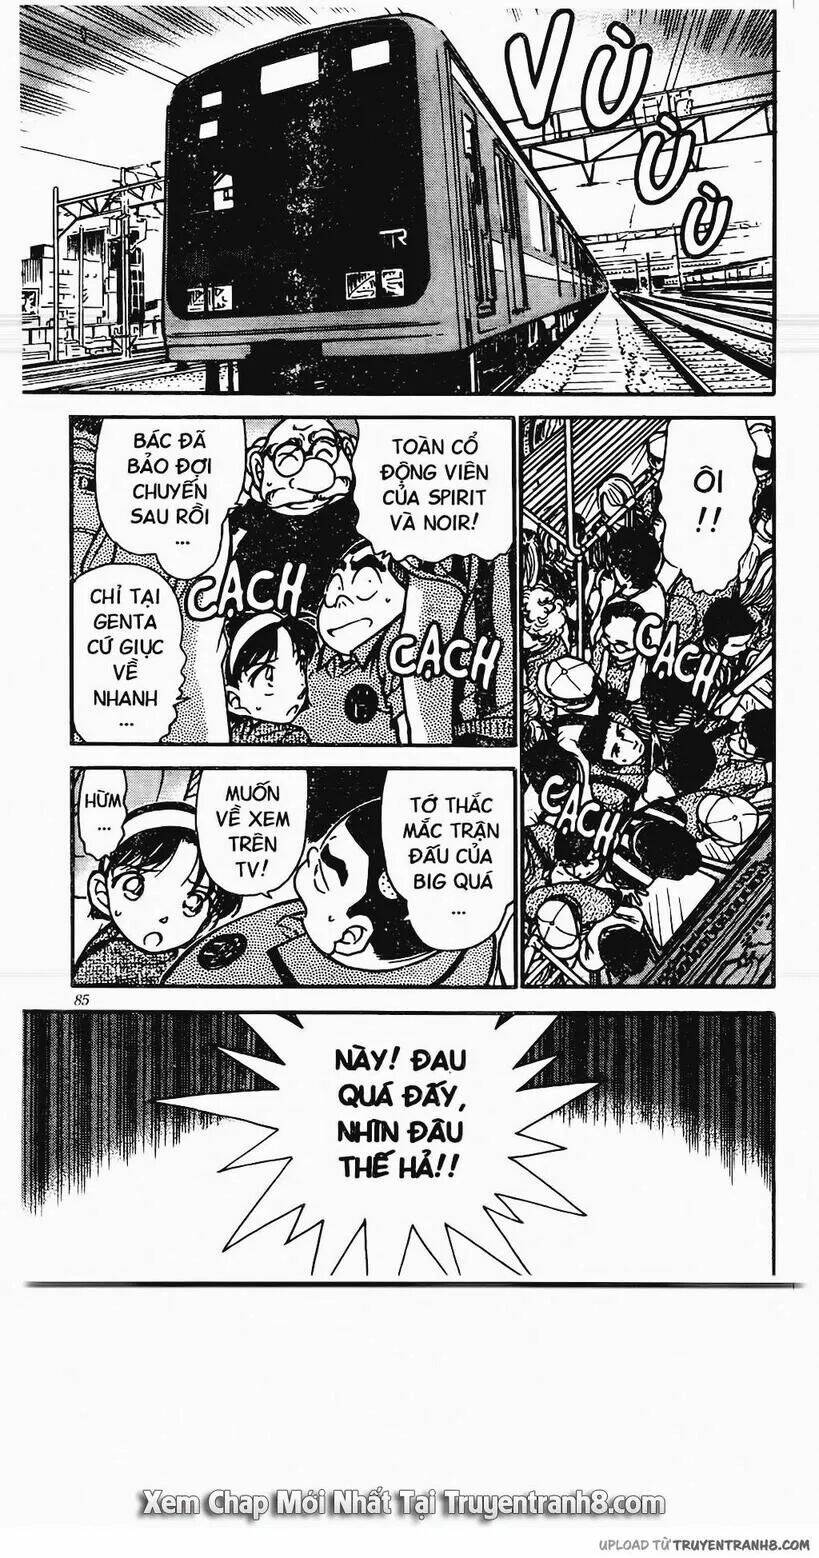 VÙ
Ù
Ù
ÔI
!!
CẠCH
CẠCH
TOÀN CỔ
ĐỘNG VIÊN
CỦA SPIRIT
VÀ NOIR!
BÁC ĐÃ
BẢO ĐỢI
CHUYẾN
SAU RỒI
...
CHỈ TẠI
GENTA
CỨ GIỤC
VỀ
NHANH
...
CẠCH
CẠCH
TỚ THẮC
MẮC TRẬN
ĐẤU CỦA
BIG QUÁ
...
MUỐN
VỀ XEM
TRÊN
TV!
HỪM
...
85
NÀY! ĐAU
QUÁ ĐẤY,
NHÌN ĐÂU
THẾ HẢ!!
Xem Chap Mới Nhất Tại Truyentranh8.com
UPLOAD TỪ TRUYENTRANH8.COM